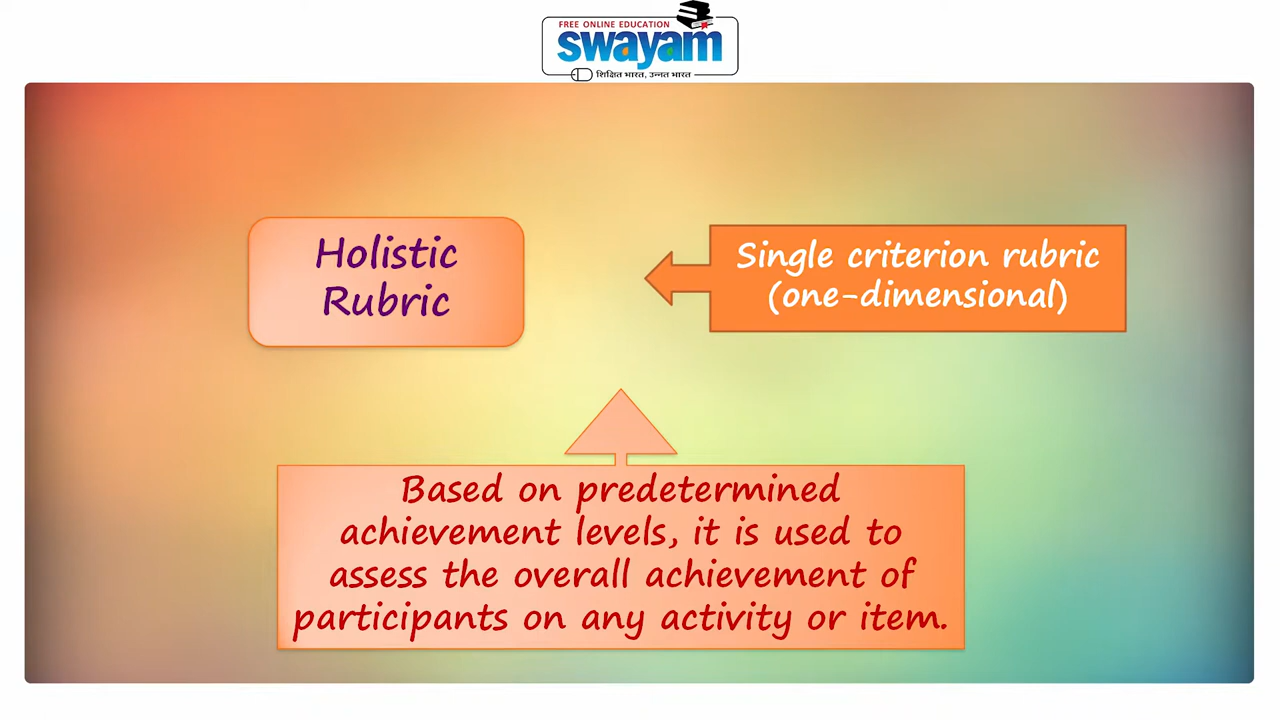 FREE ONLINE EDUCATION
swayam
शिक्षित भारत, उन्नत भारत
Holistic
Rubric
Single criterion rubric
(one-dimensional)
Based on predetermined
achievement levels, it is used to
assess the overall achievement of
participants on any activity or item.